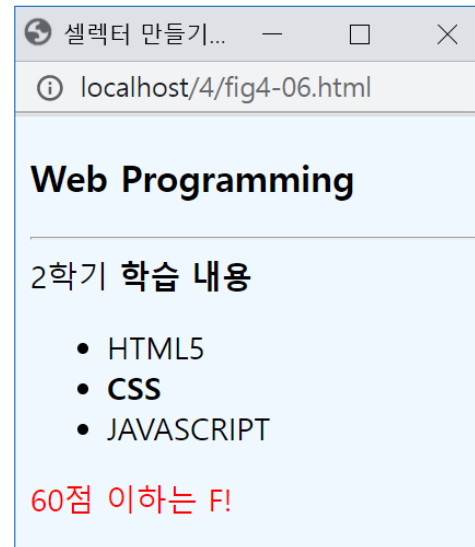 셀렉터 만들기...
localhost/4/fig4-06.html
Web Programming
2학기 학습 내용
HTML5
CSS
JAVASCRIPT
60점 이하는 F!